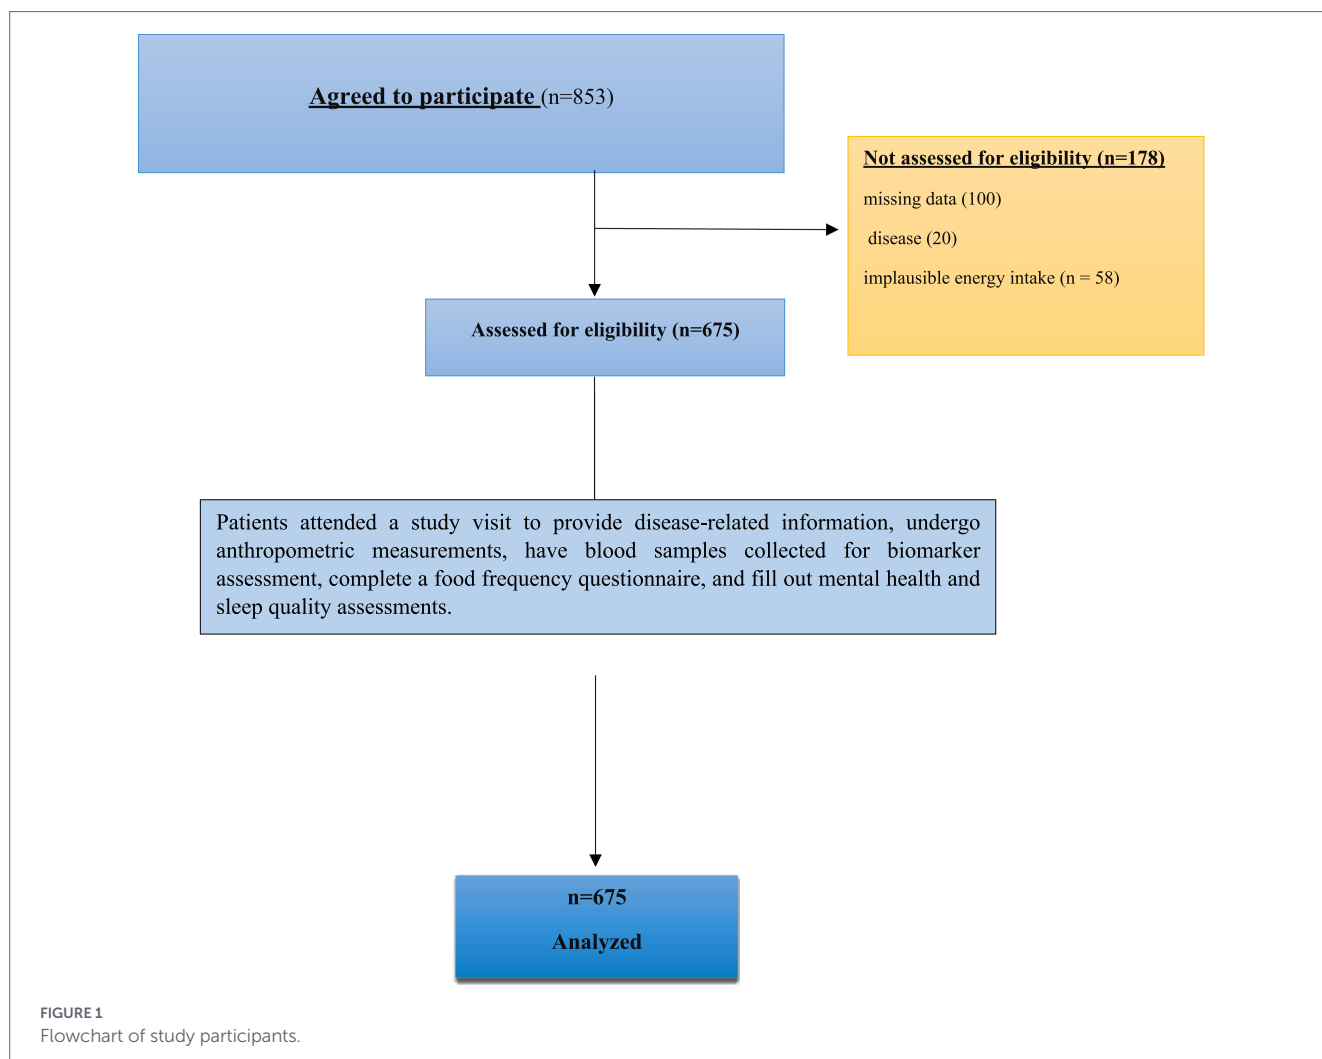 Agreed to participate (n=853)
Not assessed for eligibility (n=178)
missing data (100)
disease (20)
implausible energy intake (n = 58)
Assessed for eligibility (n=675)
Patients attended a study visit to provide disease-related information, undergo
anthropometric measurements, have blood samples collected for biomarker
assessment, complete a food frequency questionnaire, and fill out mental health and
sleep quality assessments.
n=675
Analyzed
FIGURE 1
Flowchart of study participants.